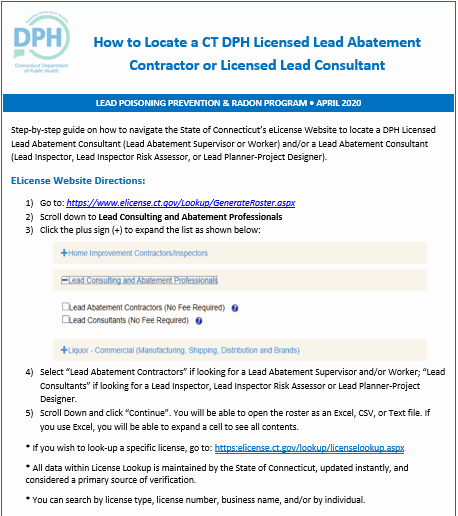 DPH
Connecticut Department
of Public Health
How to Locate a CT DPH Licensed Lead Abatement
Contractor or Licensed Lead Consultant
LEAD POISONING PREVENTION & RADON PROGRAM • APRIL 2020
Step-by-step guide on how to navigate the State of Connecticut's eLicense Website to locate a DPH Licensed
Lead Abatement Consultant (Lead Abatement Supervisor or Worker) and/or a Lead Abatement Consultant
(Lead Inspector, Lead Inspector Risk Assessor, or Lead Planner-Project Designer).
ELicense Website Directions:
1) Go to: https://www.elicense.ct.gov/Lookup/GenerateRoster.aspx
2) Scroll down to Lead Consulting and Abatement Professionals
3) Click the plus sign (+) to expand the list as shown below:
+Home Improvement Contractors/Inspectors
−Lead Consulting and Abatement Professionals
Lead Abatement Contractors (No Fee Required) ?
Lead Consultants (No Fee Required) ?
+Liquor - Commercial (Manufacturing, Shipping, Distribution and Brands)
4) Select "Lead Abatement Contractors" if looking for a Lead Abatement Supervisor and/or Worker; "Lead
Consultants" if looking for a Lead Inspector, Lead Inspector Risk Assessor or Lead Planner-Project
Designer.
5) Scroll Down and click "Continue". You will be able to open the roster as an Excel, CSV, or Text file. If
you use Excel, you will be able to expand a cell to see all contents.
* If you wish to look-up a specific license, go to: https:elicense.ct.gov/lookup/licenselookup.aspx
* All data within License Lookup is maintained by the State of Connecticut, updated instantly, and
considered a primary source of verification.
* You can search by license type, license number, business name, and/or by individual.